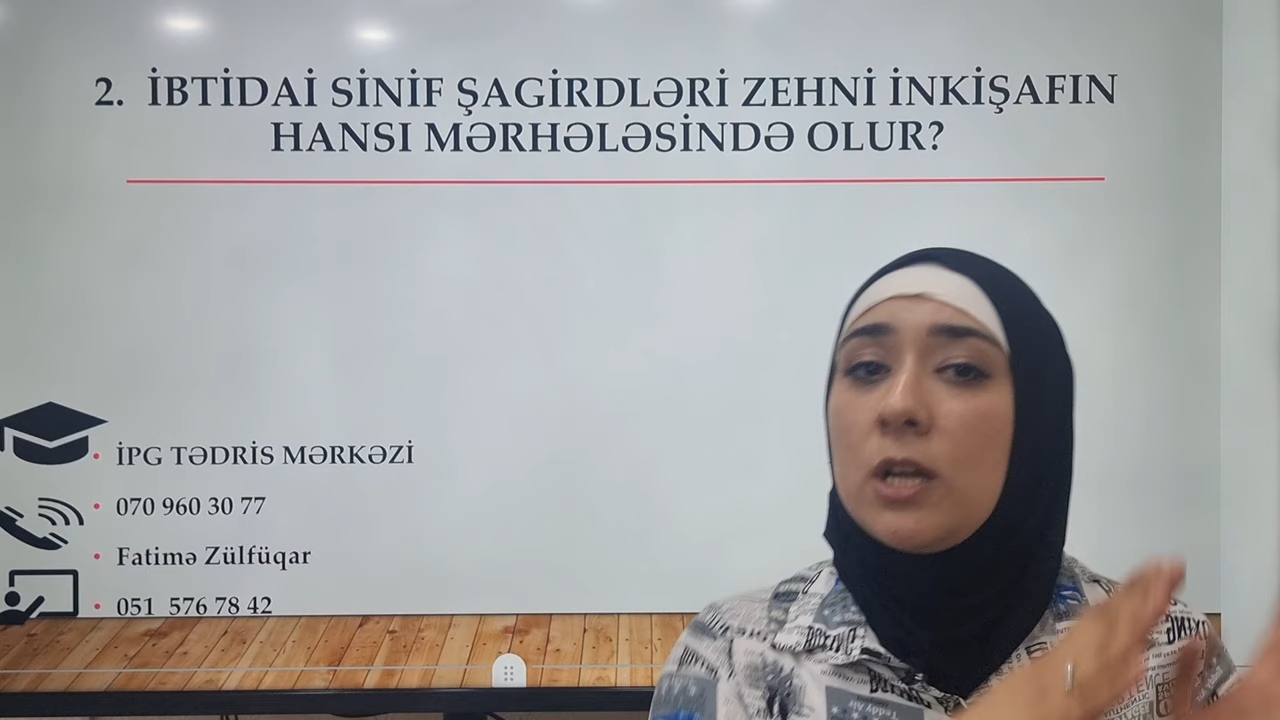 2. İBTİDAİ SİNİF ŞAGİRDLƏRİ ZEHNİ İNKİŞAFIN
HANSI MƏRHƏLƏSİNDƏ OLUR?
İPG TƏDRİS MƏRKƏZİ
070 960 30 77
Fatimə Zülfüqar
051 576 78 42
Teddy